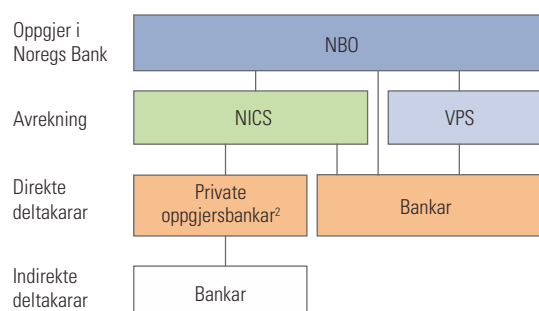 Oppgjer i
Noregs Bank
NBO
Avrekning
NICS
VPS
Direkte
deltakarar
Private
oppgjersbankar²
Bankar
Indirekte
deltakarar
Bankar